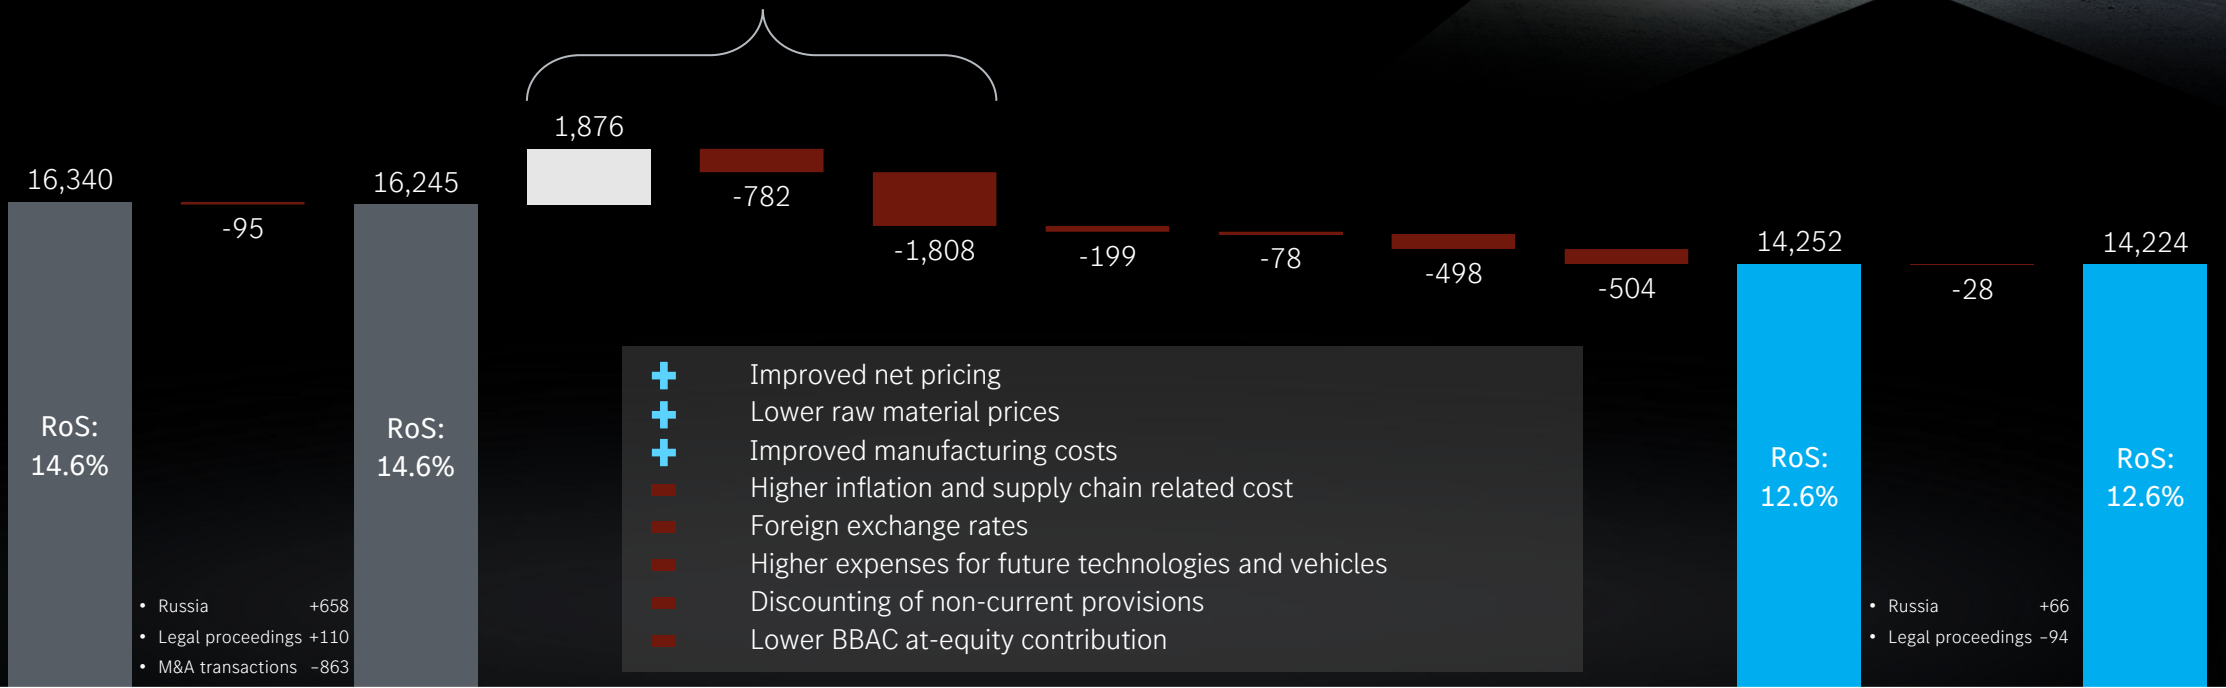 1,876
16,340
16,245
-782
-95
-1,808
-199
-78
-498
-504
14,252
14,224
-28
RoS:
14.6%
RoS:
14.6%
+ Improved net pricing
+ Lower raw material prices
+ Improved manufacturing costs
- Higher inflation and supply chain related cost
- Foreign exchange rates
- Higher expenses for future technologies and vehicles
- Discounting of non-current provisions
- Lower BBAC at-equity contribution
RoS:
12.6%
RoS:
12.6%
• Russia +658
• Legal proceedings +110
• M&A transactions –863
• Russia +66
• Legal proceedings –94